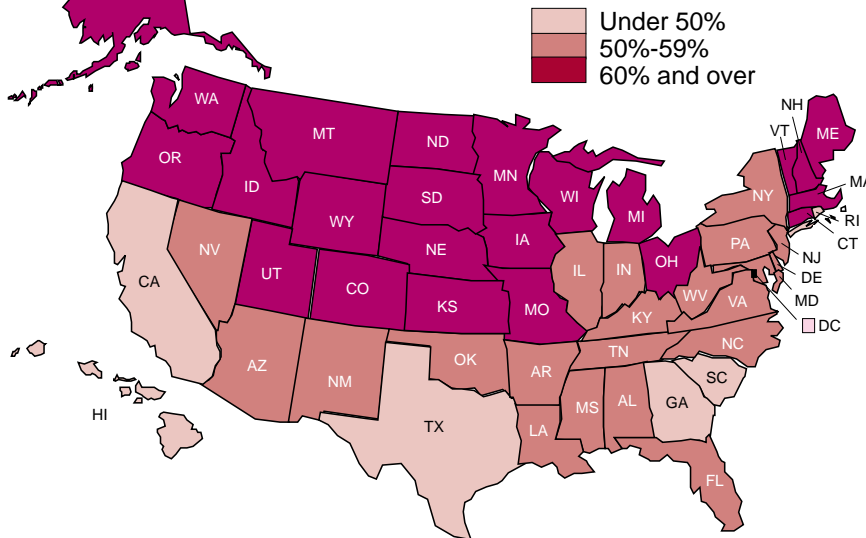 Under 50%
50%-59%
60% and over
WA
OR
MT
ID
WY
ND
SD
NE
KS
MN
IA
MO
WI
MI
OH
IL
IN
KY
TN
WV
VA
NC
SC
GA
FL
AL
MS
LA
AR
OK
TX
NM
AZ
NV
UT
CO
CA
HI
PA
NY
VT
NH
ME
MA
RI
CT
NJ
DE
MD
DC